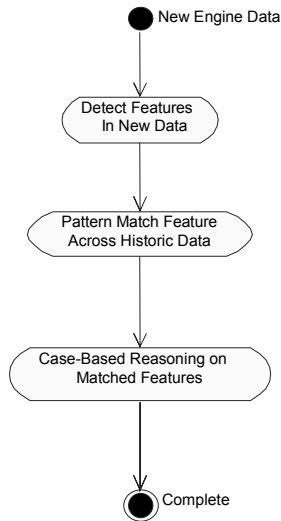 New Engine Data
Detect Features
In New Data
Pattern Match Feature
Across Historic Data
Case-Based Reasoning on
Matched Features
Complete